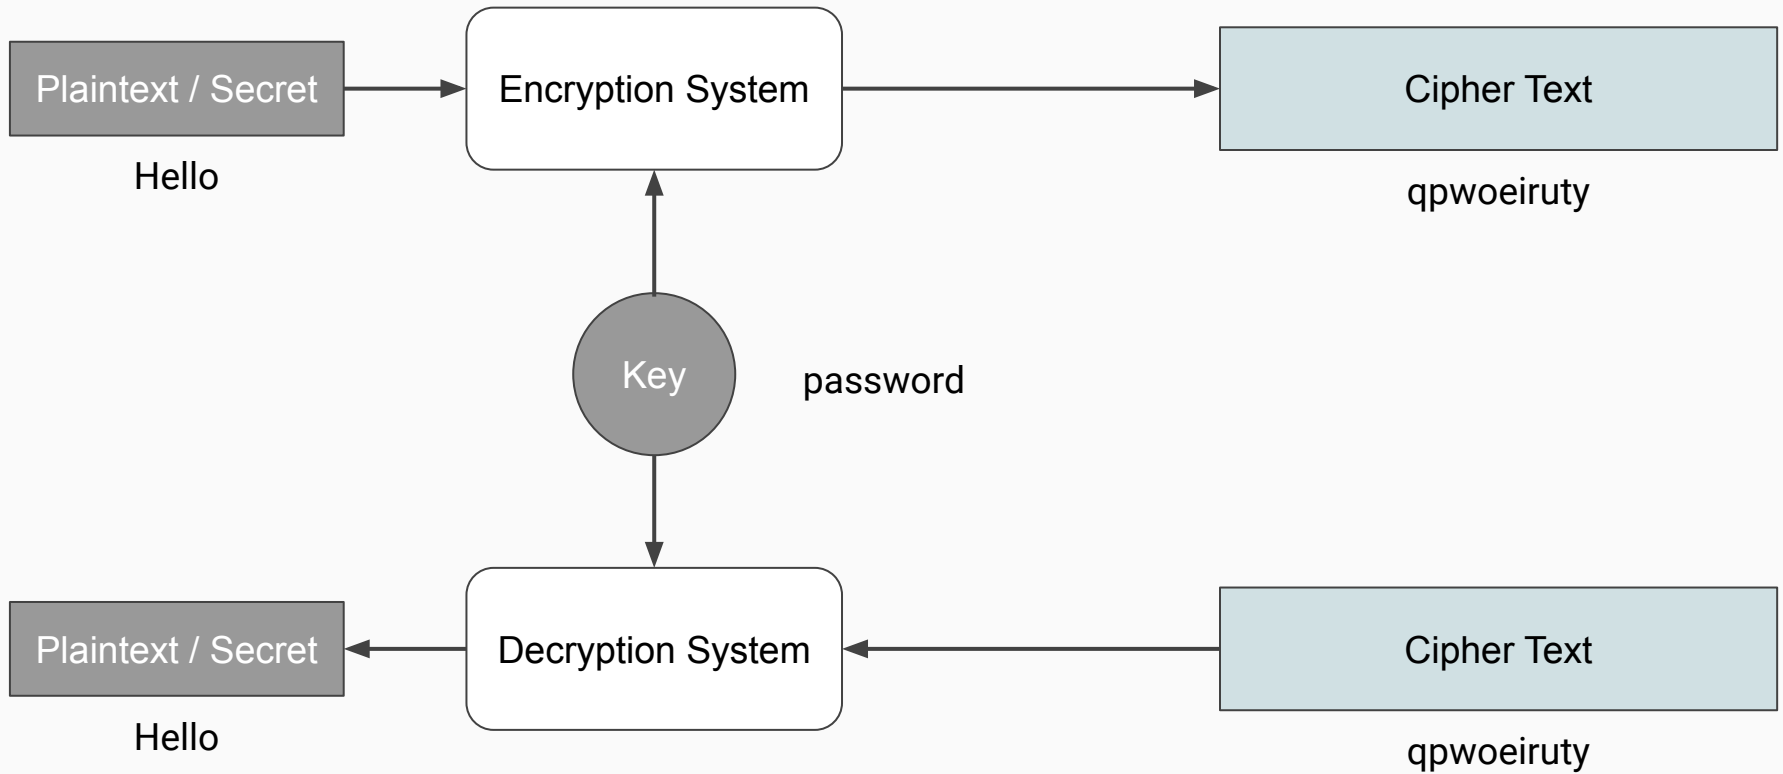 Plaintext / Secret
Encryption System
Cipher Text
Hello
qpwoeiruty
Key
password
Plaintext / Secret
Decryption System
Cipher Text
Hello
qpwoeiruty